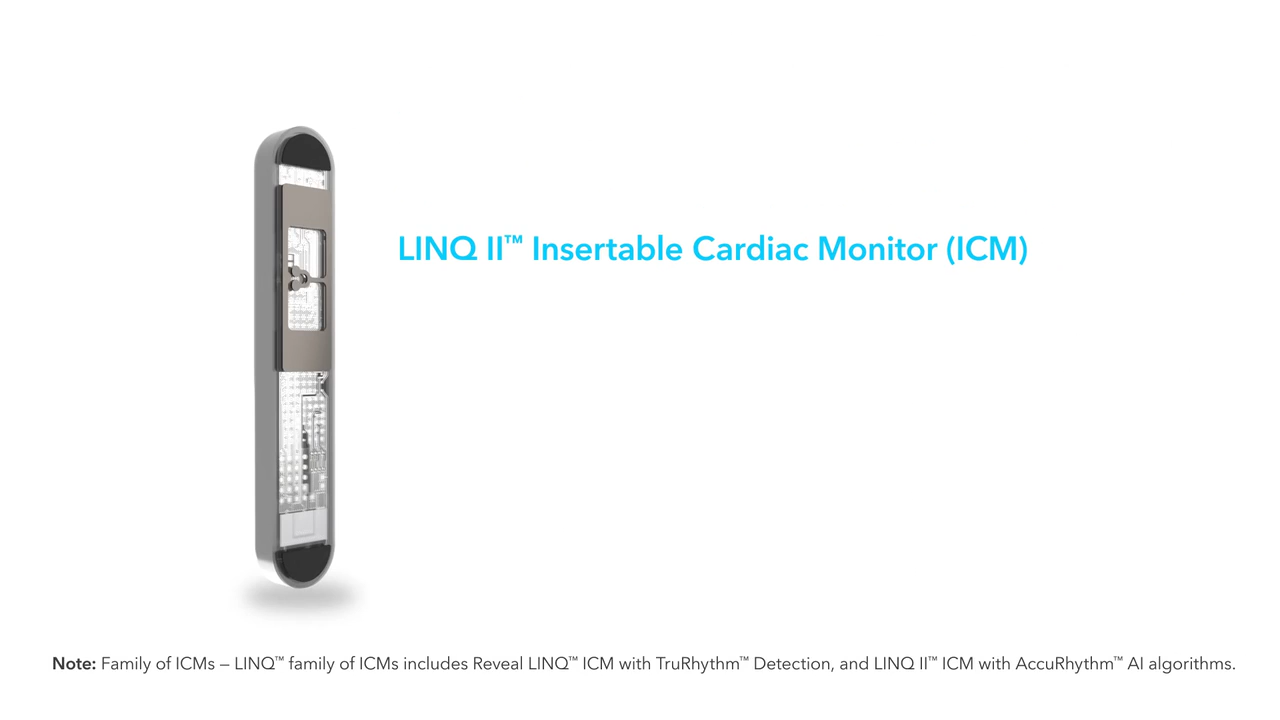 LINQ II™ Insertable Cardiac Monitor (ICM)
Note: Family of ICMs – LINQ™ family of ICMs includes Reveal LINQ™ ICM with TruRhythm™ Detection, and LINQ II™ ICM with AccuRhythm™ AI algorithms.